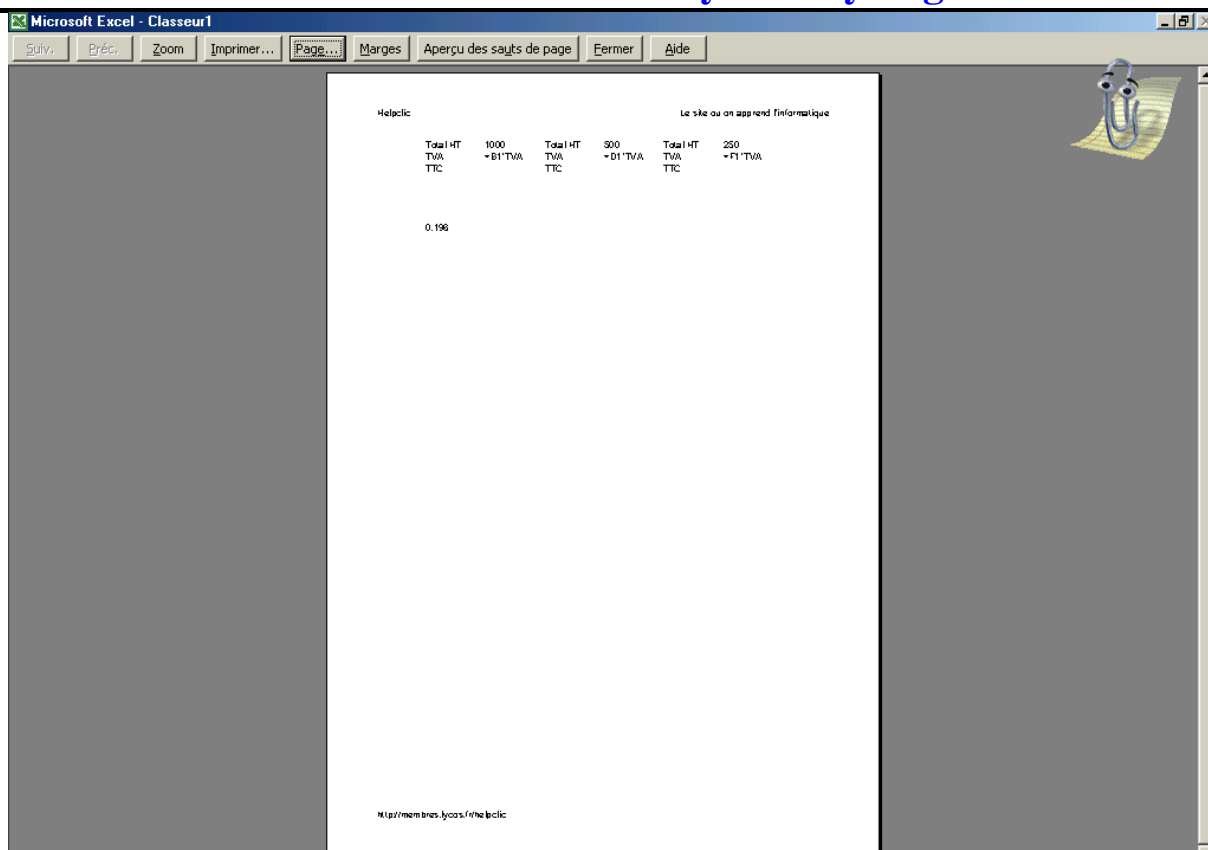 Microsoft Excel - Classeur1
Suiv. Préc. Zoom Imprimer... Page... Marges Aperçu des sauts de page Fermer Aide
Helpclic Le site ou on apprend l'informatique
Total HT 1000 Total HT 500 Total HT 250
TVA =B1*TVA TVA =D1*TVA TVA =F1*TVA
TTC TTC TTC
0.196
http://membres.lycos.fr/helpclic